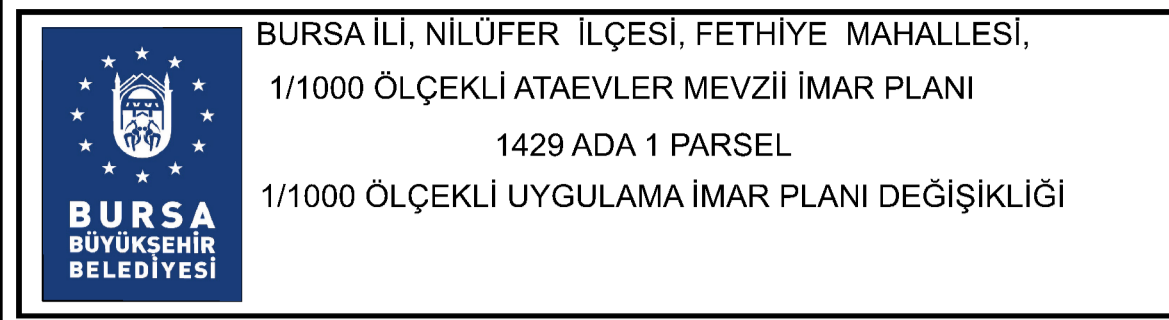 BURSA İLİ, NİLÜFER İLÇESİ, FETHİYE MAHALLESİ,
1/1000 ÖLÇEKLİ ATAEVLER MEVZİİ İMAR PLANI
1429 ADA 1 PARSEL
1/1000 ÖLÇEKLİ UYGULAMA İMAR PLANI DEĞİŞİKLİĞİ
BURSA
BÜYÜKŞEHİR
BELEDİYESİ